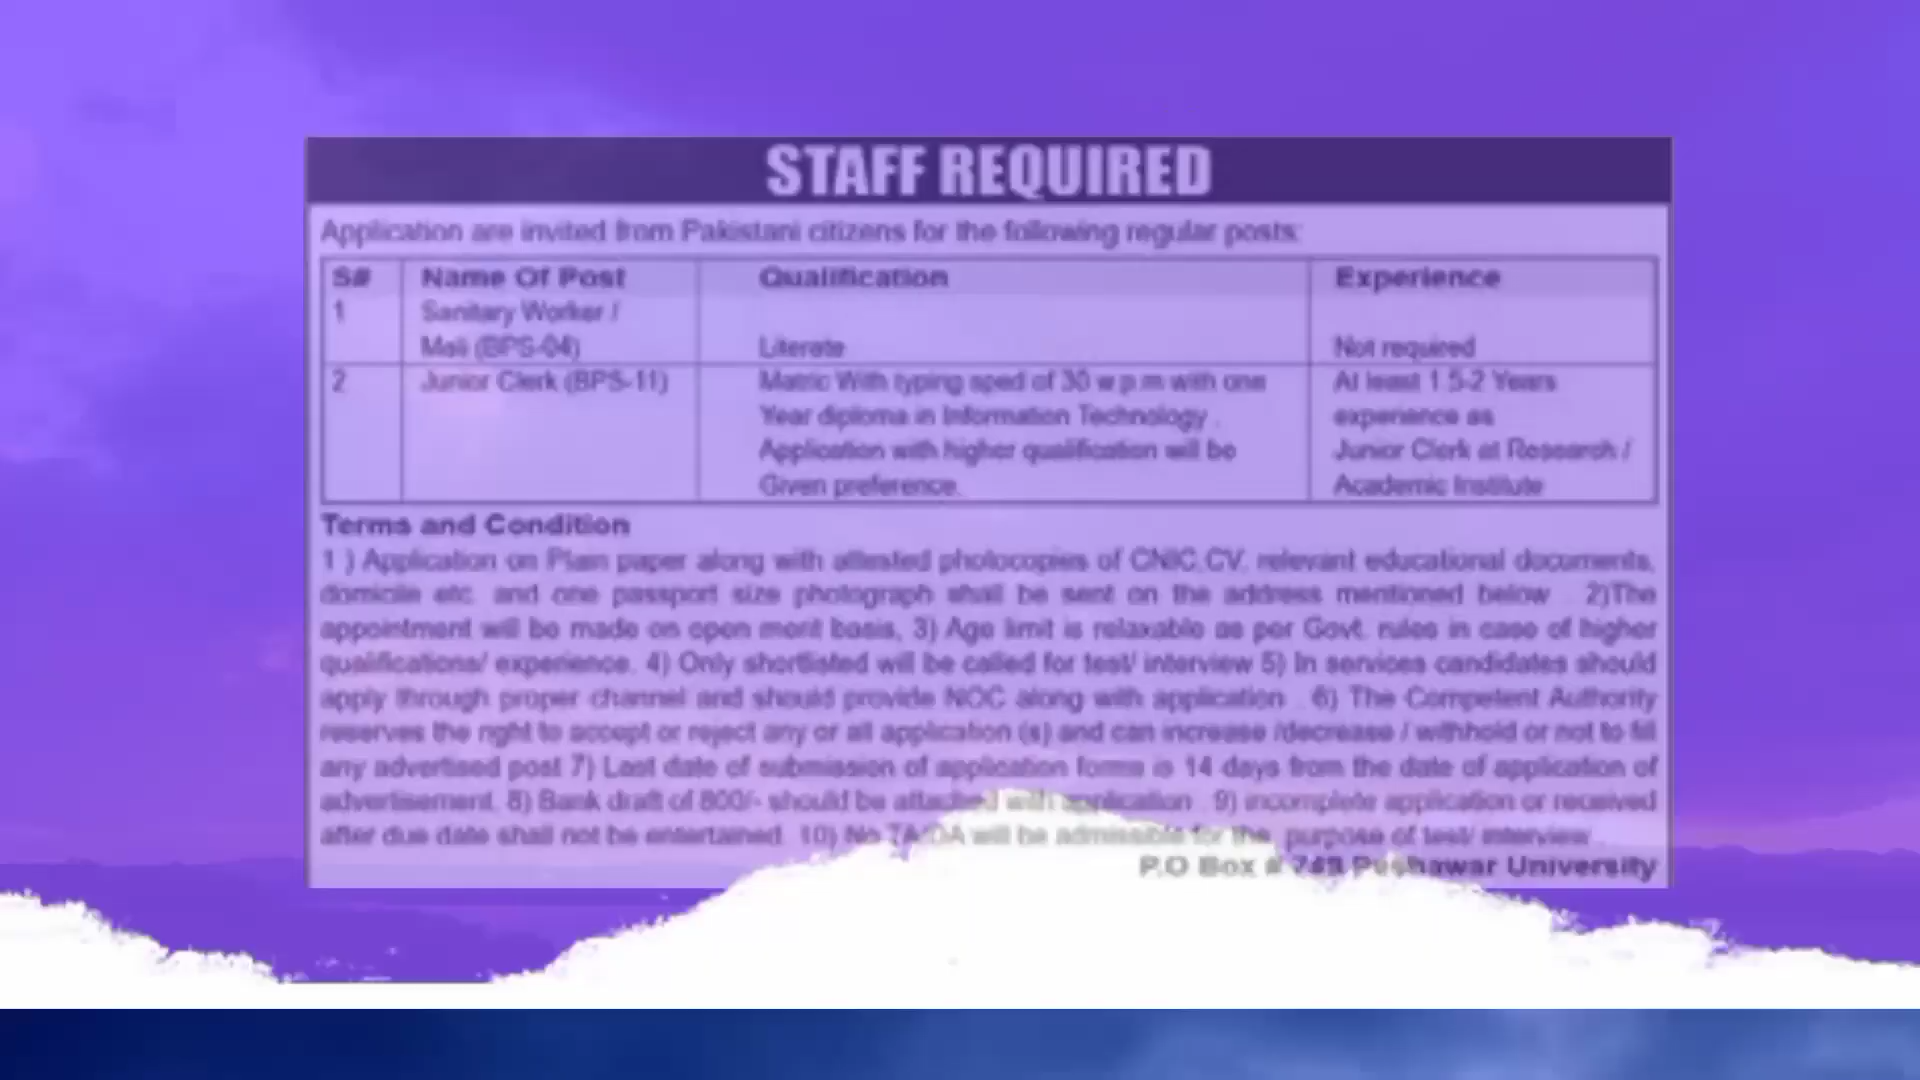 STAFF REQUIRED
Application are invited from Pakistani citizens for the following regular posts:
S# Name Of Post Qualification Experience
1 Sanitary Worker /
Mali (BPS-04) Literate Not required
2 Junior Clerk (BPS-11) Matric With typing sped of 30 w.p.m with one At least 1.5-2 Years
Year diploma in Information Technology . experience as
Application with higher qualification will be Junior Clerk at Research /
Given preference. Academic Institute
Terms and Condition
1 ) Application on Plain paper along with attested photocopies of CNIC,CV, relevant educational documents,
domicile etc. and one passport size photograph shall be sent on the address mentioned below . 2)The
appointment will be made on open merit basis, 3) Age limit is relaxable as per Govt. rules in case of higher
qualifications/ experience. 4) Only shortlisted will be called for test/ interview 5) In services candidates should
apply through proper channel and should provide NOC along with application . 6) The Competent Authority
reserves the right to accept or reject any or all application (s) and can increase /decrease / withhold or not to fill
any advertised post 7) Last date of submission of application forms is 14 days from the date of application of
advertisement. 8) Bank draft of 800/- should be attached with application . 9) incomplete application or received
after due date shall not be entertained. 10) No TA/DA will be admissible for the purpose of test/ interview .
P.O Box # 749 Peshawar University